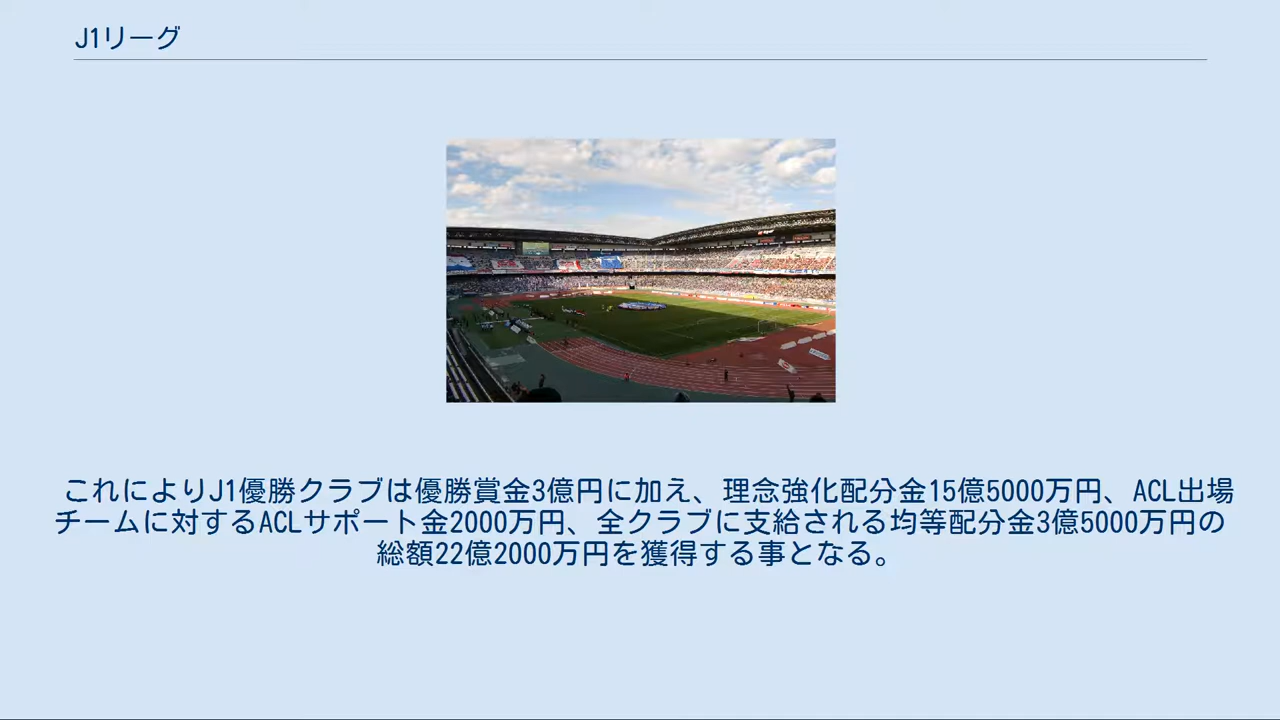 J1リーグ
これによりJ1優勝クラブは優勝賞金3億円に加え、理念強化配分金15億5000万円、ACL出場
チームに対するACLサポート金2000万円、全クラブに支給される均等配分金3億5000万円の
総額22億2000万円を獲得する事となる。